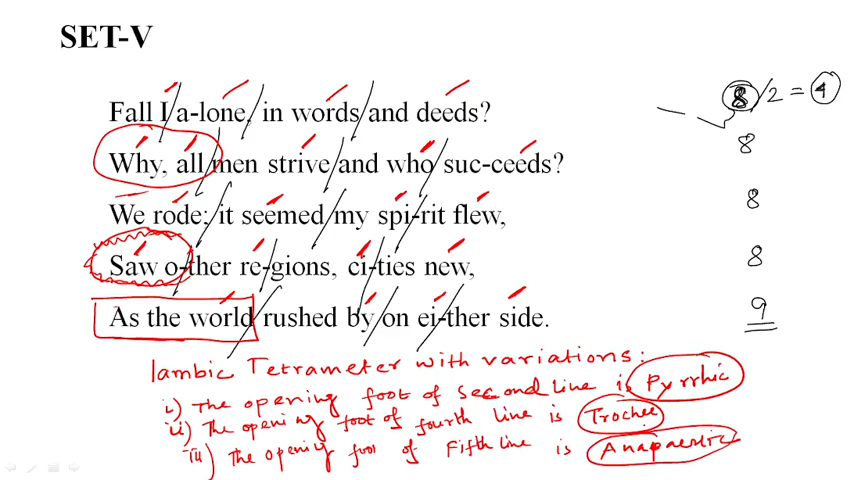 SET-V
Fall I/a-lone,/in words/and deeds?
8/2 = 4
Why, all/men strive/and who/suc-ceeds?
8
We rode;/it seemed/my spi-/rit flew,
8
Saw o-/ther re-/gions, ci-/ties new,
8
As the world/rushed by/on ei-/ther side.
9
Iambic Tetrameter with variations:
i) The opening foot of second line is Pyrrhic
ii) The opening foot of fourth line is Trochee
iii) The opening foot of Fifth line is Anapaestic